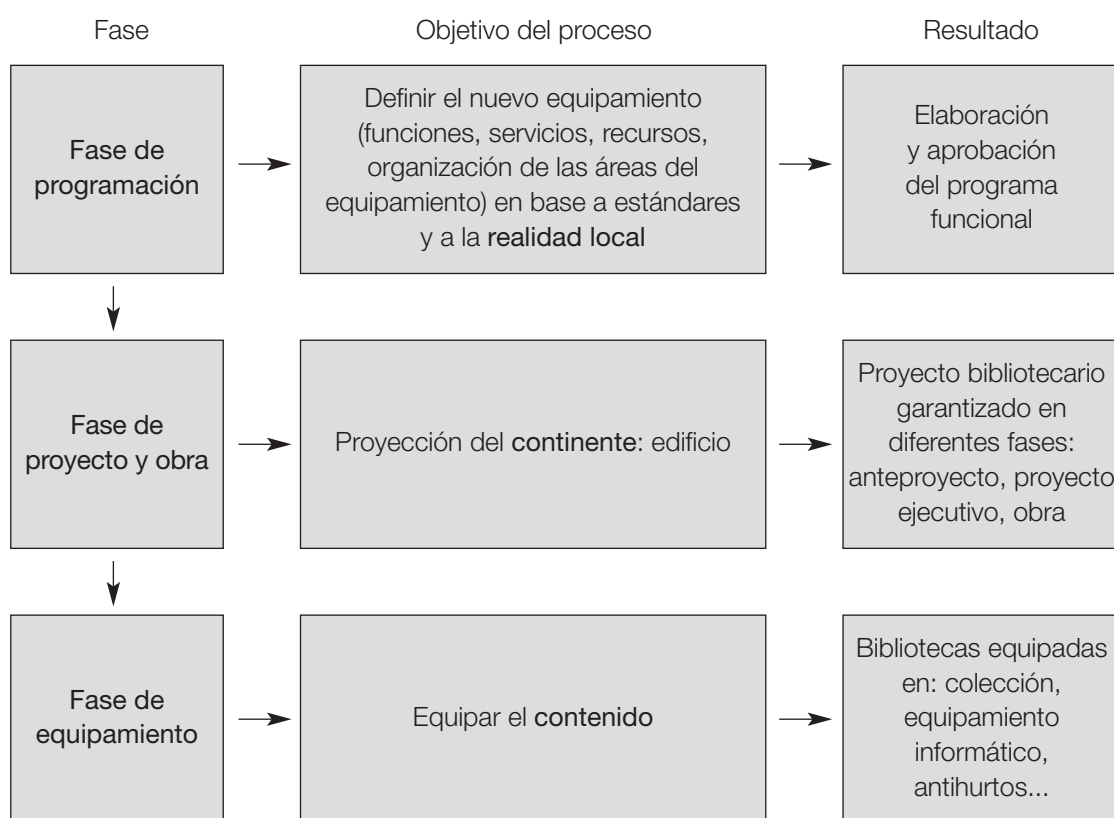 Fase
Objetivo del proceso
Resultado
Fase de
programación
Definir el nuevo equipamiento
(funciones, servicios, recursos,
organización de las áreas del
equipamiento) en base a estándares
y a la realidad local
Elaboración
y aprobación
del programa
funcional
Fase de
proyecto y obra
Proyección del continente: edificio
Proyecto bibliotecario
garantizado en
diferentes fases:
anteproyecto, proyecto
ejecutivo, obra
Fase de
equipamiento
Equipar el contenido
Bibliotecas equipadas
en: colección,
equipamiento
informático,
antihurtos...